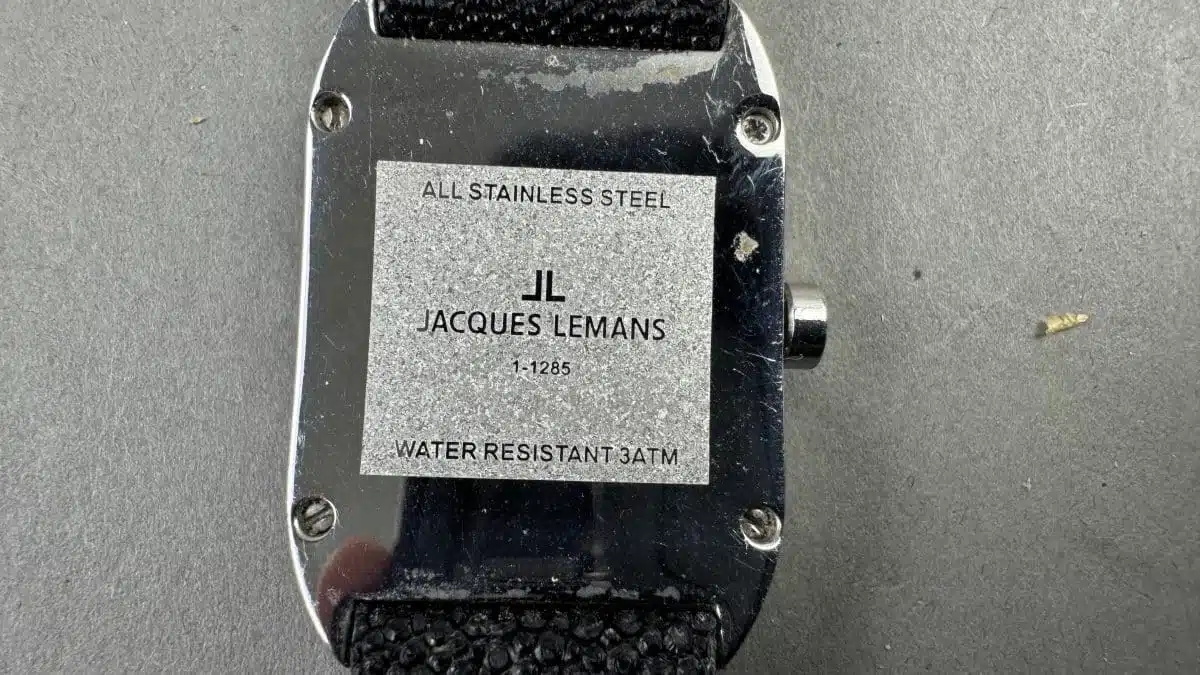 ALL STAINLESS STEEL
JL
JACQUES LEMANS
1-1285
WATER RESISTANT 3ATM